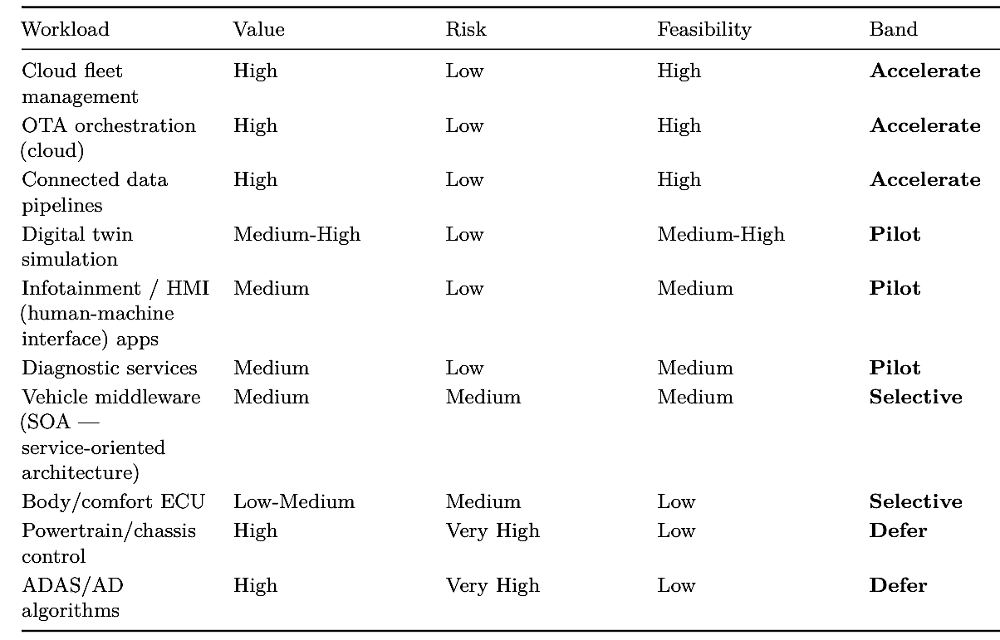 Workload Value Risk Feasibility Band
Cloud fleet High Low High Accelerate
management
OTA orchestration High Low High Accelerate
(cloud)
Connected data High Low High Accelerate
pipelines
Digital twin Medium-High Low Medium-High Pilot
simulation
Infotainment / HMI Medium Low Medium Pilot
(human-machine
interface) apps
Diagnostic services Medium Low Medium Pilot
Vehicle middleware Medium Medium Medium Selective
(SOA —
service-oriented
architecture)
Body/comfort ECU Low-Medium Medium Low Selective
Powertrain/chassis High Very High Low Defer
control
ADAS/AD High Very High Low Defer
algorithms